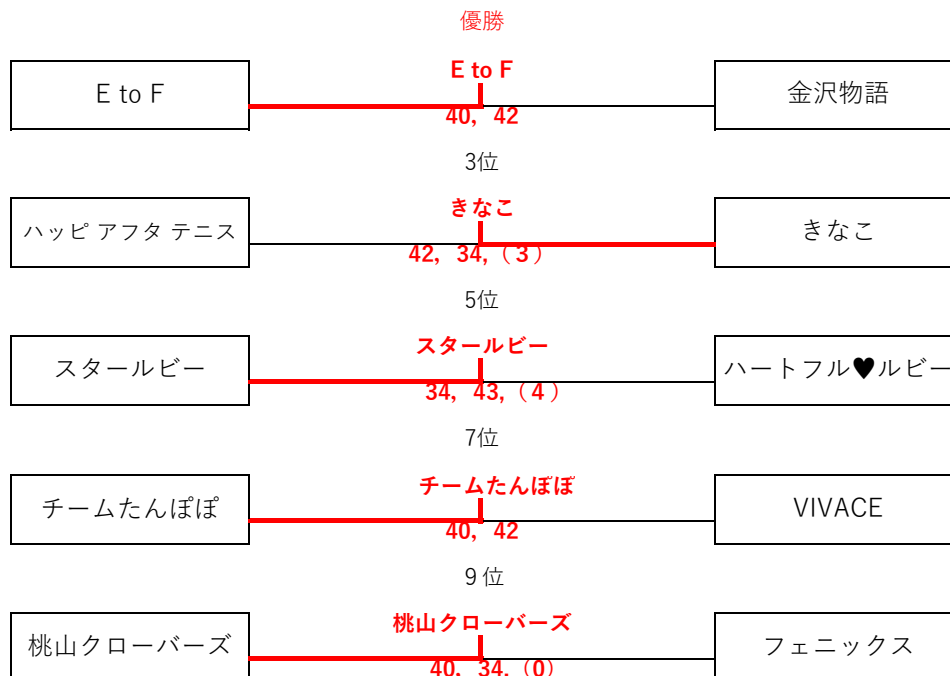 優勝
E to F
E to F
金沢物語
40, 42
3位
ハッピ アフタ テニス
きなこ
きなこ
42, 34,（3）
5位
スタールビー
スタールビー
ハートフル♥ルビー
34, 43,（4）
7位
チームたんぽぽ
チームたんぽぽ
VIVACE
40, 42
9位
桃山クローバーズ
桃山クローバーズ
フェニックス
40, 34, (0)